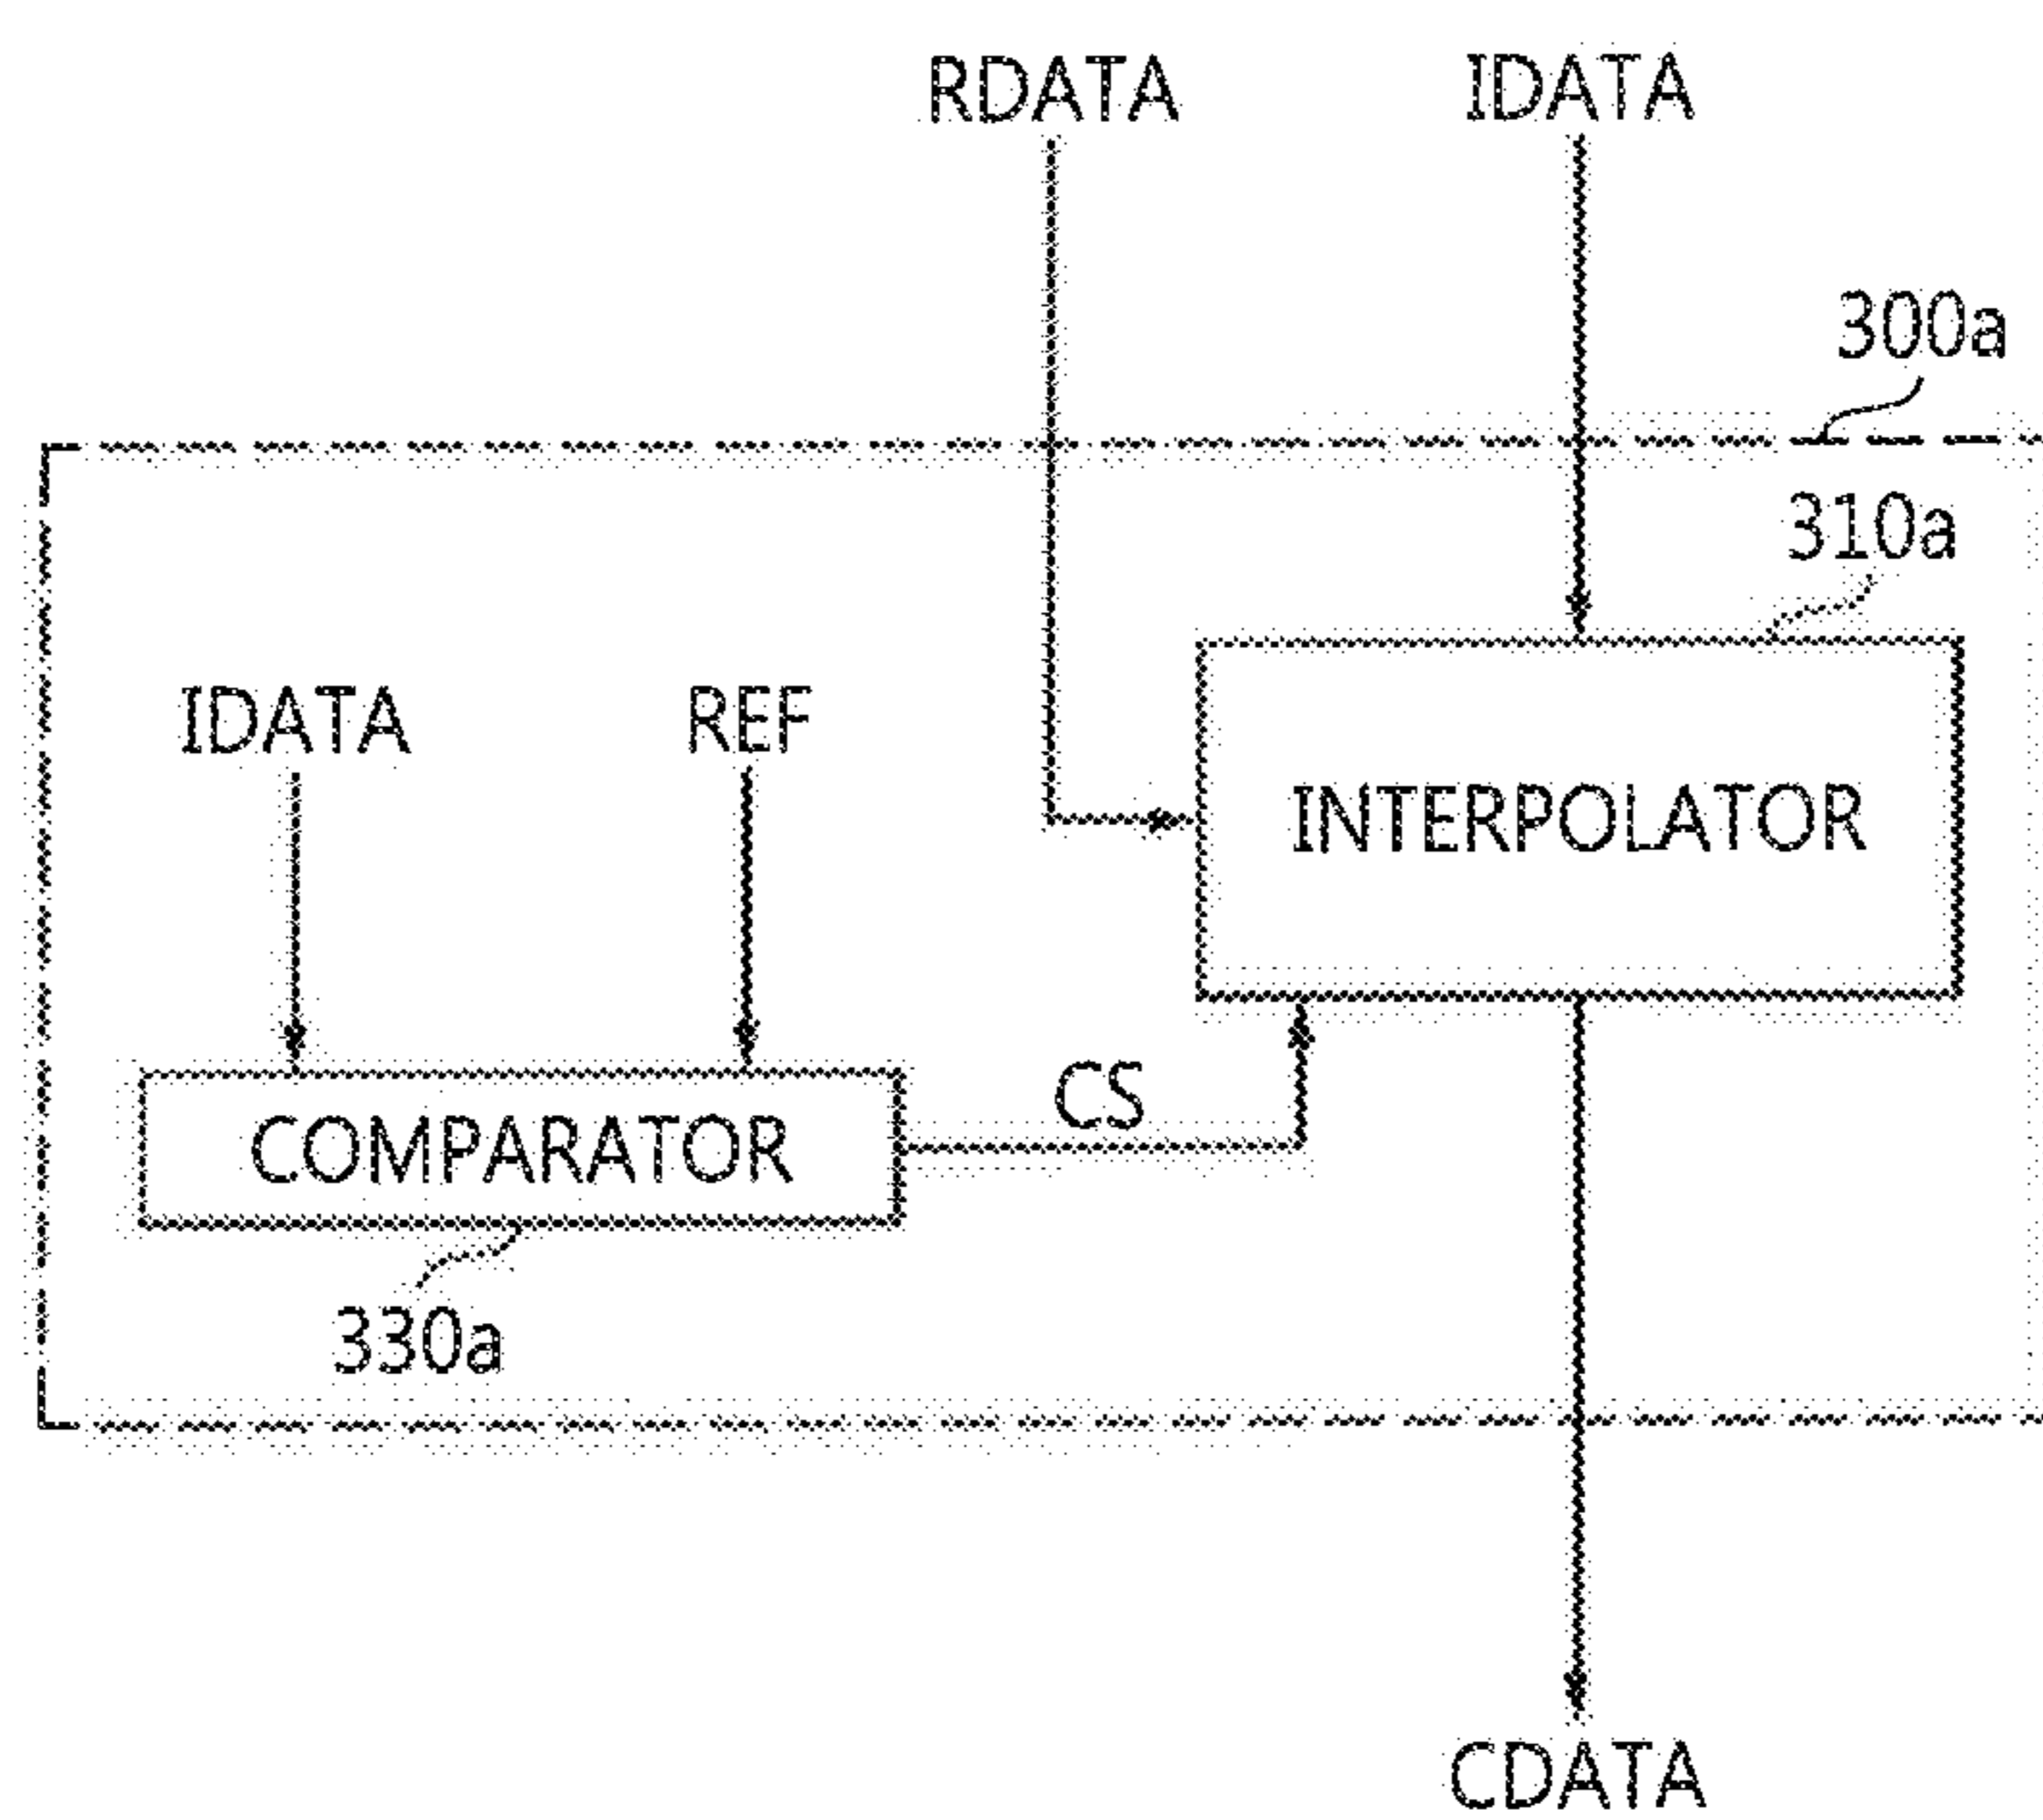 RDATA IDATA
300a
310a
IDATA REF
INTERPOLATOR
CS
COMPARATOR
330a
CDATA